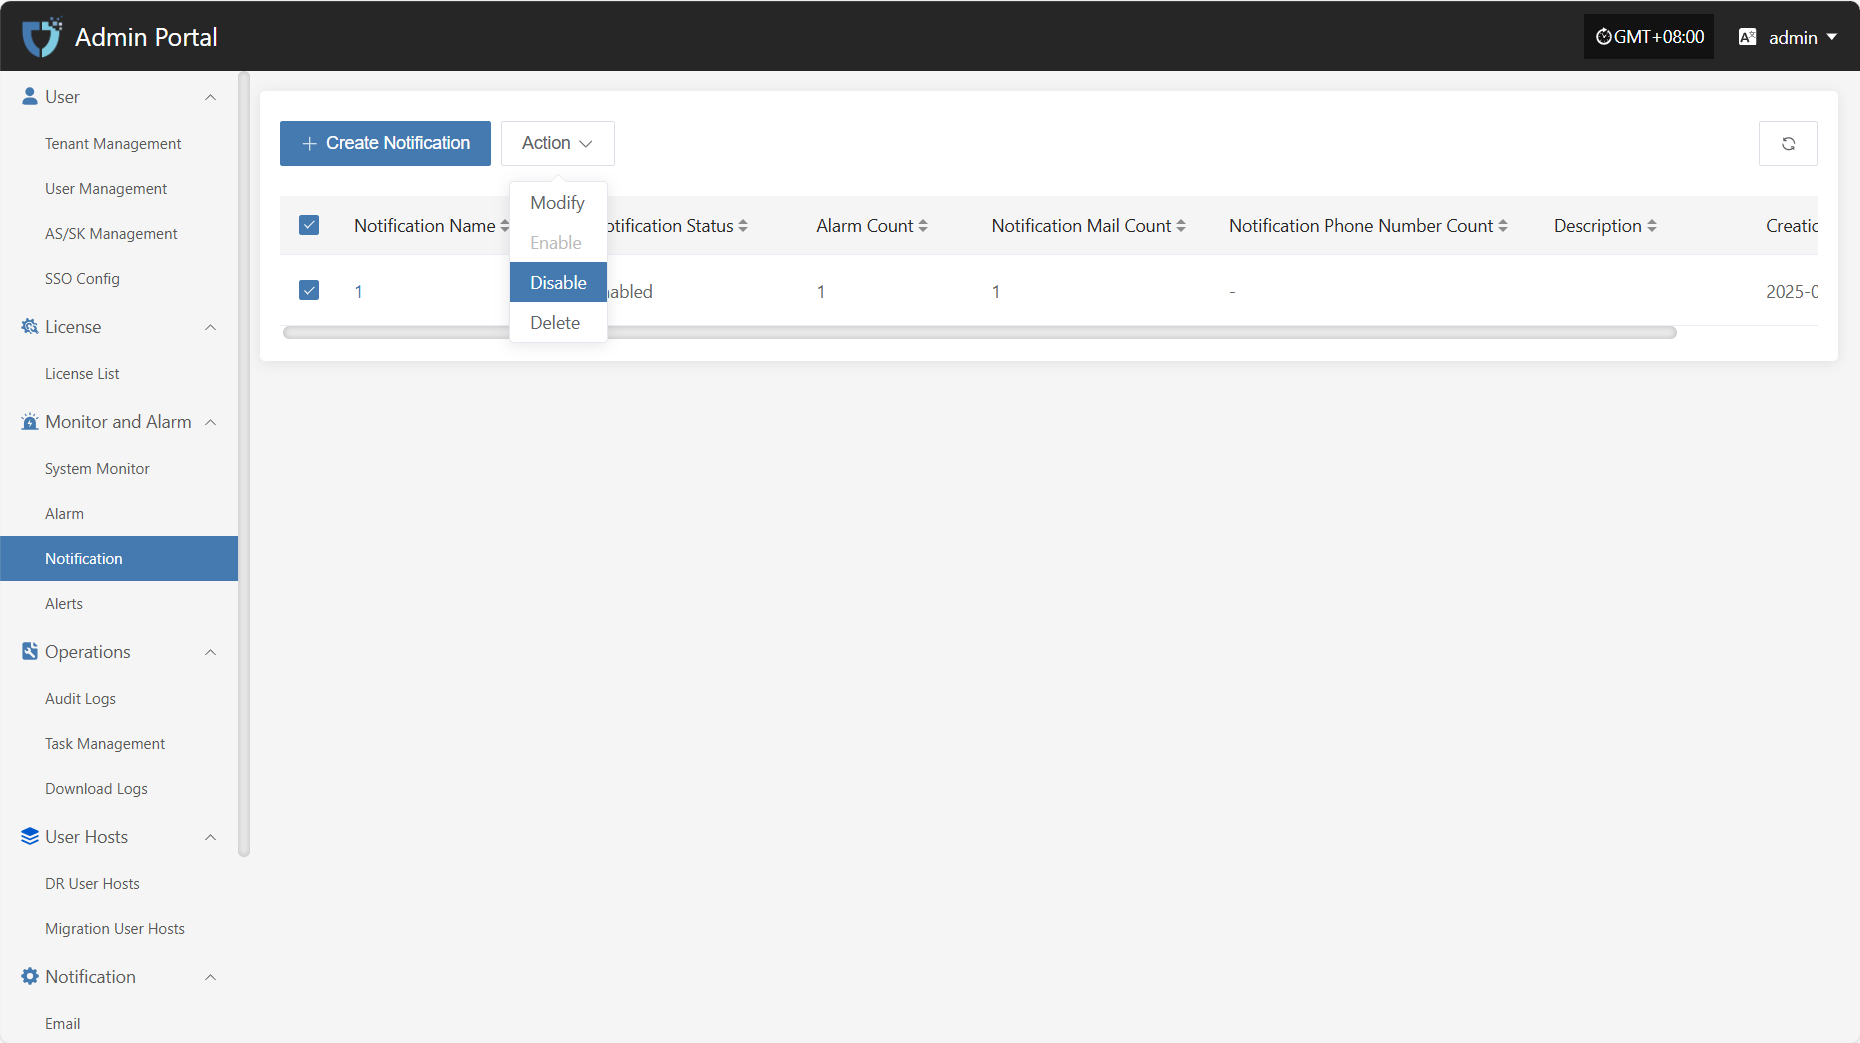 Admin Portal
GMT+08:00
admin
User
Tenant Management
User Management
AS/SK Management
SSO Config
License
License List
Monitor and Alarm
System Monitor
Alarm
Notification
Alerts
Operations
Audit Logs
Task Management
Download Logs
User Hosts
DR User Hosts
Migration User Hosts
Notification
Email
Create Notification
Action
Modify
Enable
Disable
Delete
Notification Name otification Status Alarm Count Notification Mail Count Notification Phone Number Count Description Creatio
1 abled 1 1 - 2025-0